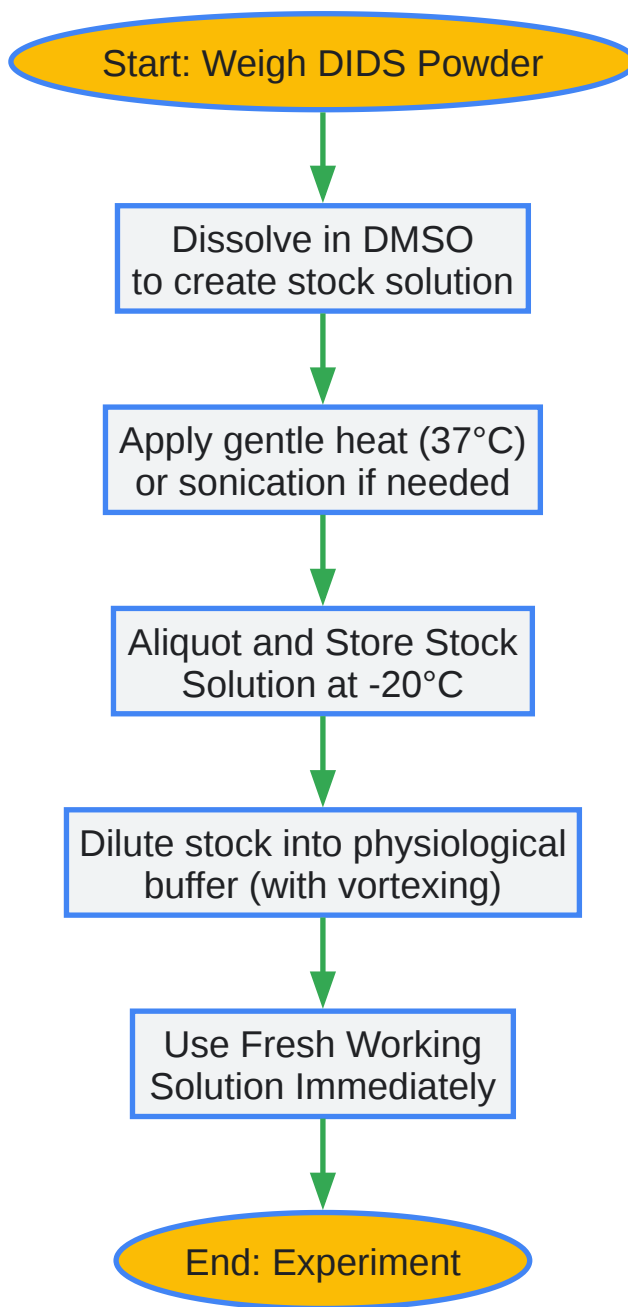 Start: Weigh DIDS Powder
Dissolve in DMSO
to create stock solution
Apply gentle heat (37°C)
or sonication if needed
Aliquot and Store Stock
Solution at -20°C
Dilute stock into physiological
buffer (with vortexing)
Use Fresh Working
Solution Immediately
End: Experiment